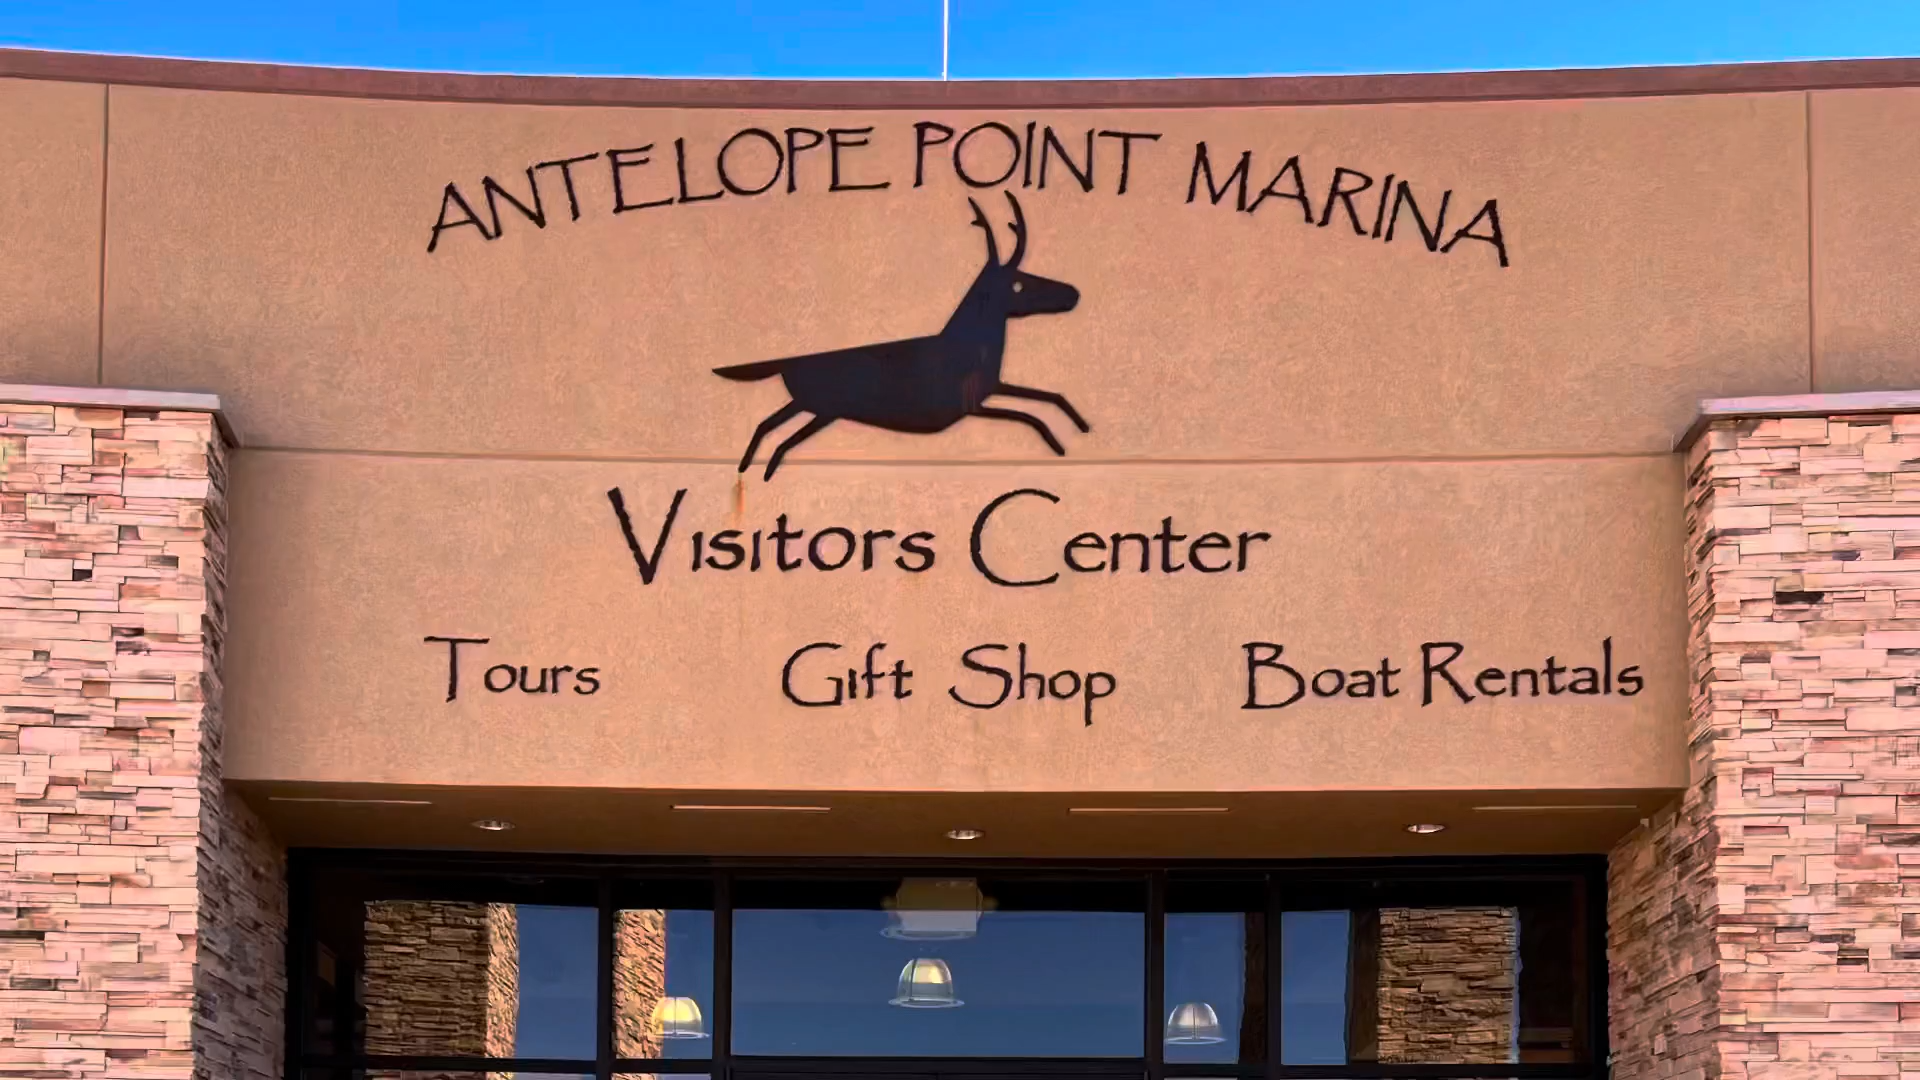 ANTELOPE POINT MARINA
Visitors Center
Tours Gift Shop Boat Rentals